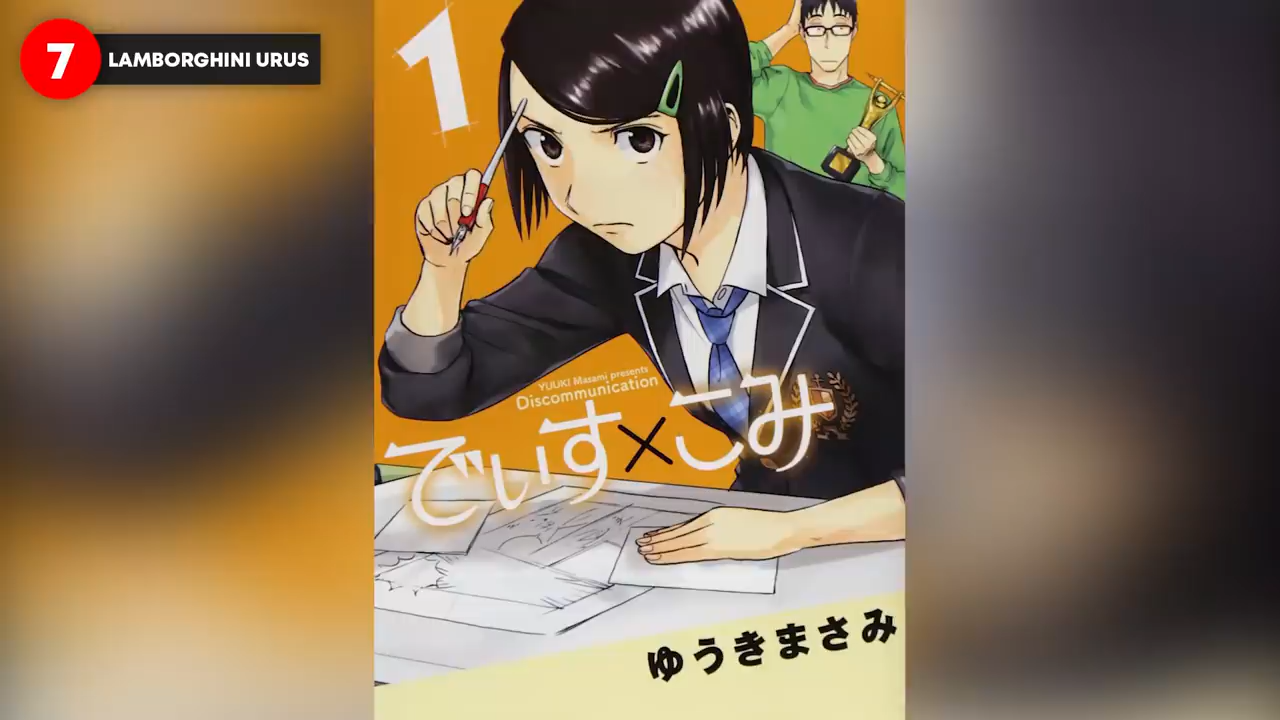 7
LAMBORGHINI URUS
1
YUUKI Masami presents
Discommunication
でぃす×こみ
ゆうきまさみ